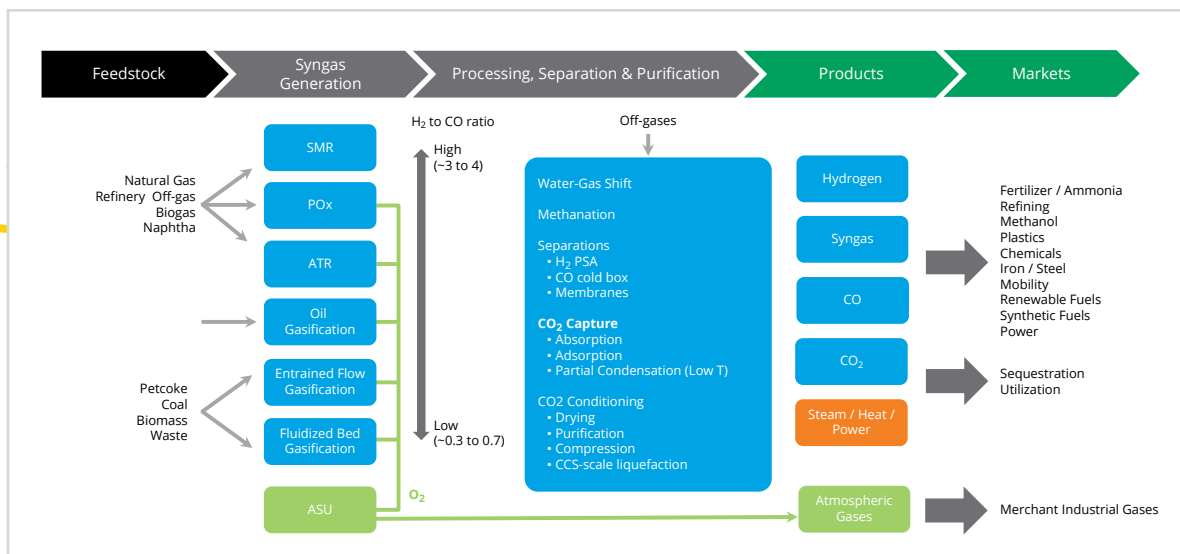 Feedstock
Syngas
Generation
Processing, Separation & Purification
Products
Markets
Natural Gas
Refinery Off-gas
Biogas
Naphtha
Petcoke
Coal
Biomass
Waste
SMR
POx
ATR
Oil
Gasification
Entrained Flow
Gasification
Fluidized Bed
Gasification
ASU
O₂
H₂ to CO ratio
High
(~3 to 4)
Low
(~0.3 to 0.7)
Off-gases
Water-Gas Shift
Methanation
Separations
• H₂ PSA
• CO cold box
• Membranes
CO₂ Capture
• Absorption
• Adsorption
• Partial Condensation (Low T)
CO2 Conditioning
• Drying
• Purification
• Compression
• CCS-scale liquefaction
Hydrogen
Syngas
CO
CO₂
Steam / Heat /
Power
Atmospheric
Gases
Fertilizer / Ammonia
Refining
Methanol
Plastics
Chemicals
Iron / Steel
Mobility
Renewable Fuels
Synthetic Fuels
Power
Sequestration
Utilization
Merchant Industrial Gases